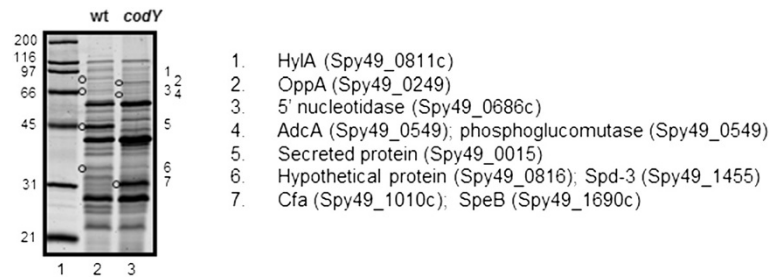 wt codY
200
116
97
66
45
31
21
1
2
3
4
5
6
7
1 2 3
1. HylA (Spy49_0811c)
2. OppA (Spy49_0249)
3. 5' nucleotidase (Spy49_0686c)
4. AdcA (Spy49_0549); phosphoglucomutase (Spy49_0549)
5. Secreted protein (Spy49_0015)
6. Hypothetical protein (Spy49_0816); Spd-3 (Spy49_1455)
7. Cfa (Spy49_1010c); SpeB (Spy49_1690c)